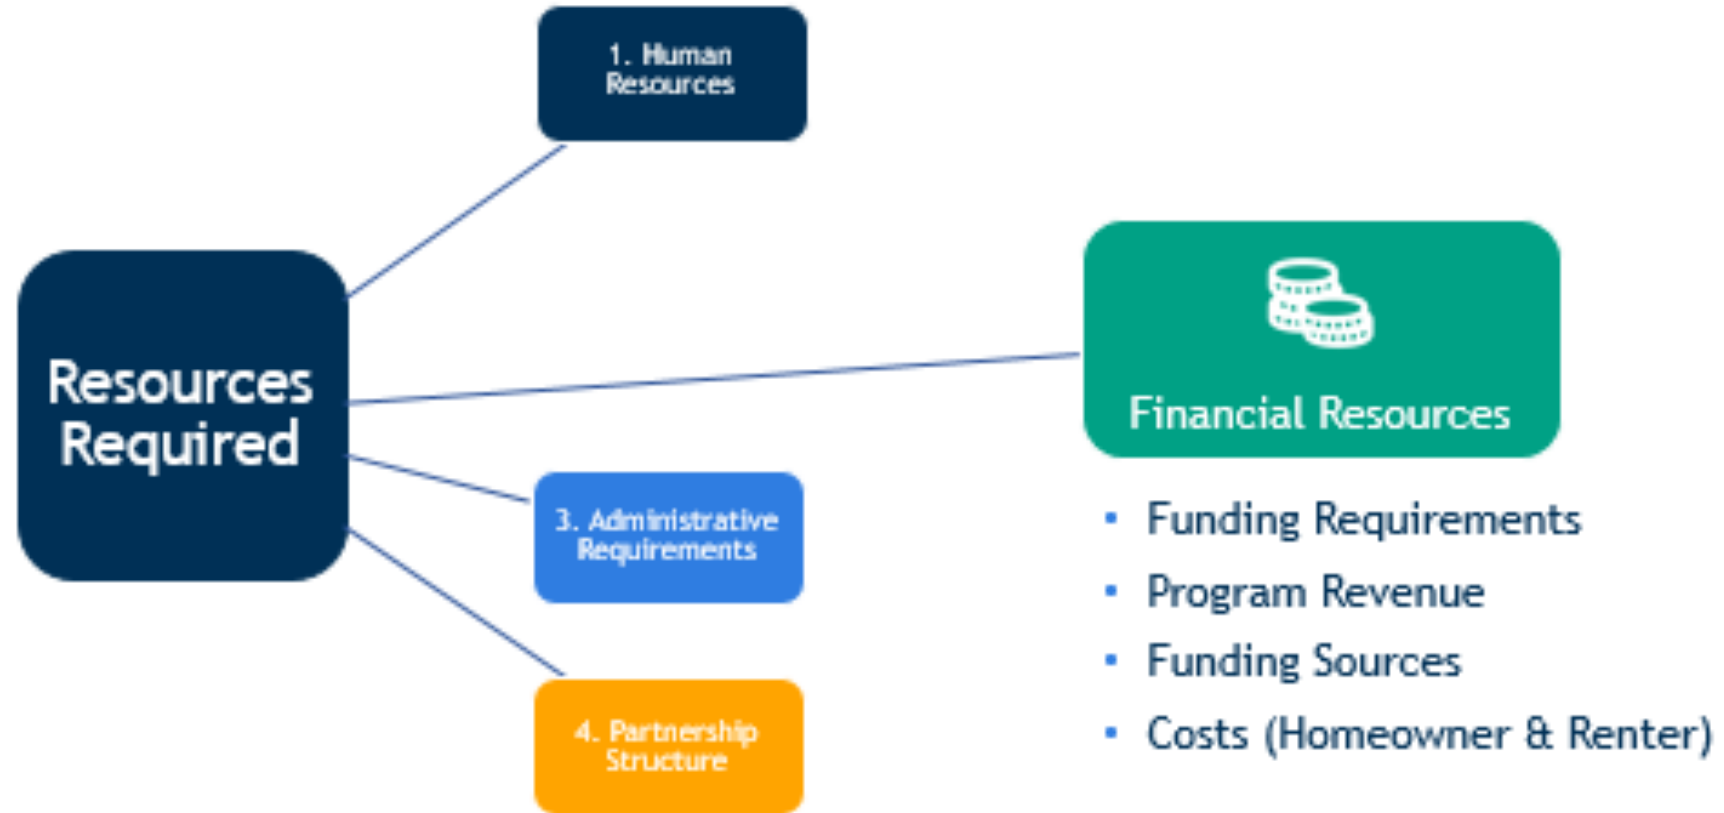 1. Human
Resources
Resources
Required
Financial Resources
3. Administrative
Requirements
4. Partnership
Structure
▪ Funding Requirements
▪ Program Revenue
▪ Funding Sources
▪ Costs (Homeowner & Renter)